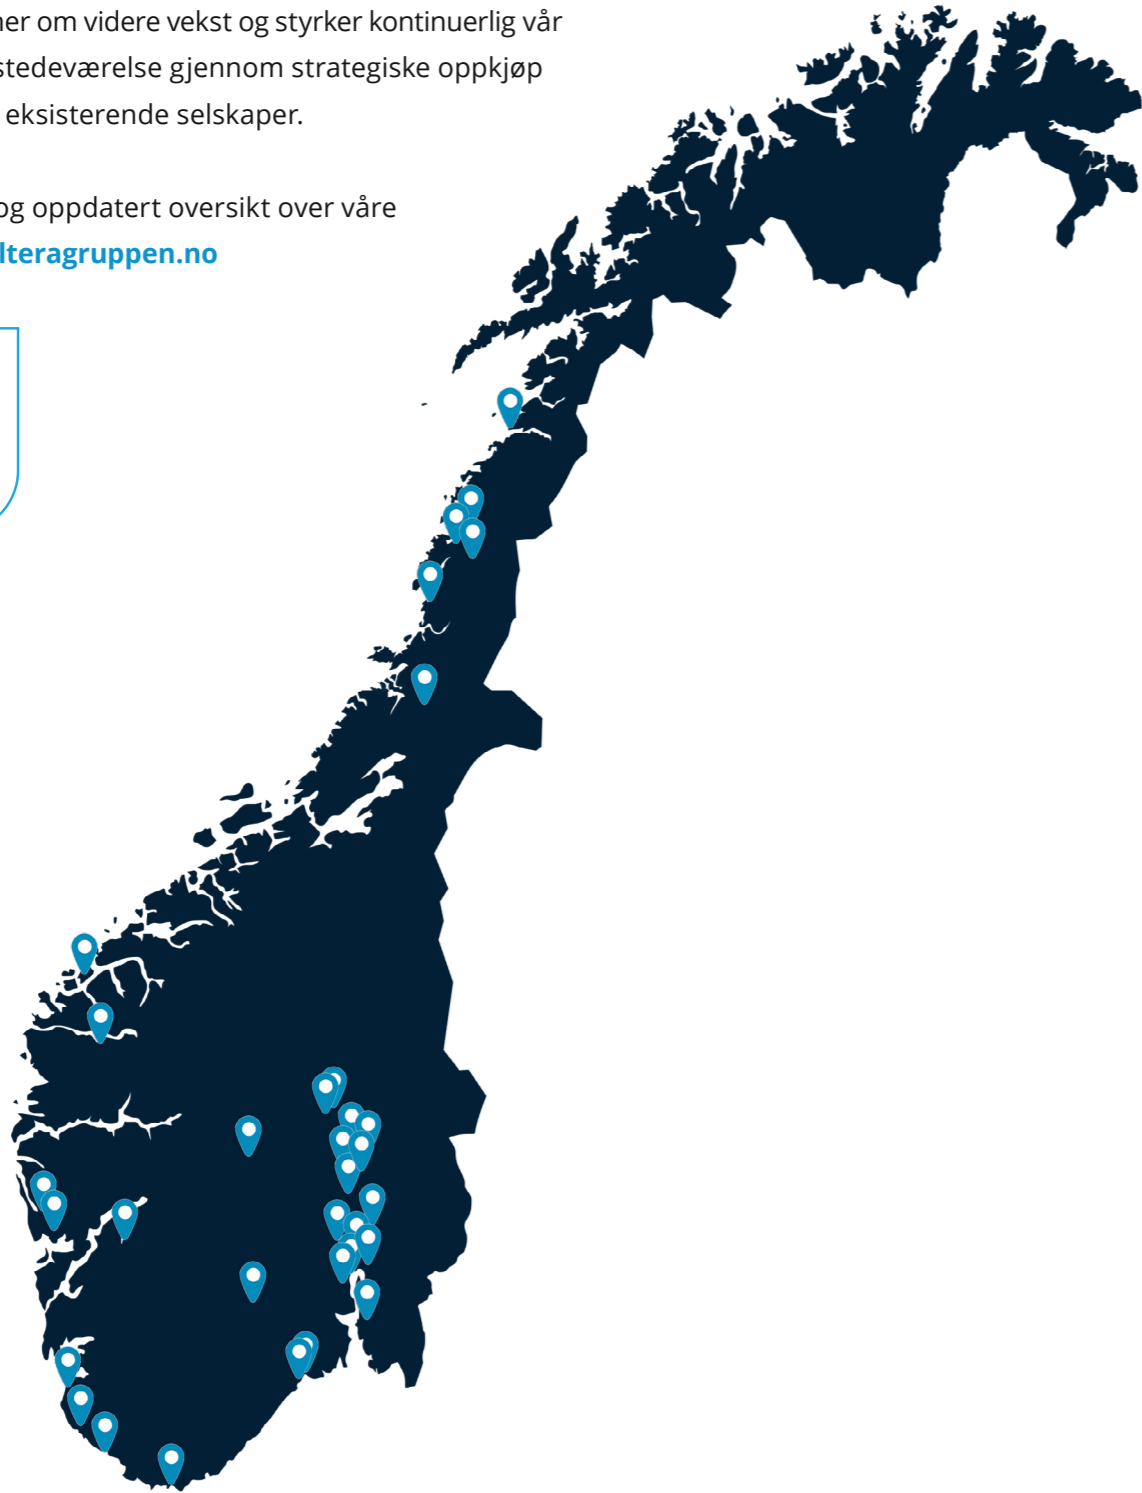 ner om videre vekst og styrker kontinuerlig vår
stedeværelse gjennom strategiske oppkjøp
eksisterende selskaper.
og oppdatert oversikt over våre
lteragruppen.no